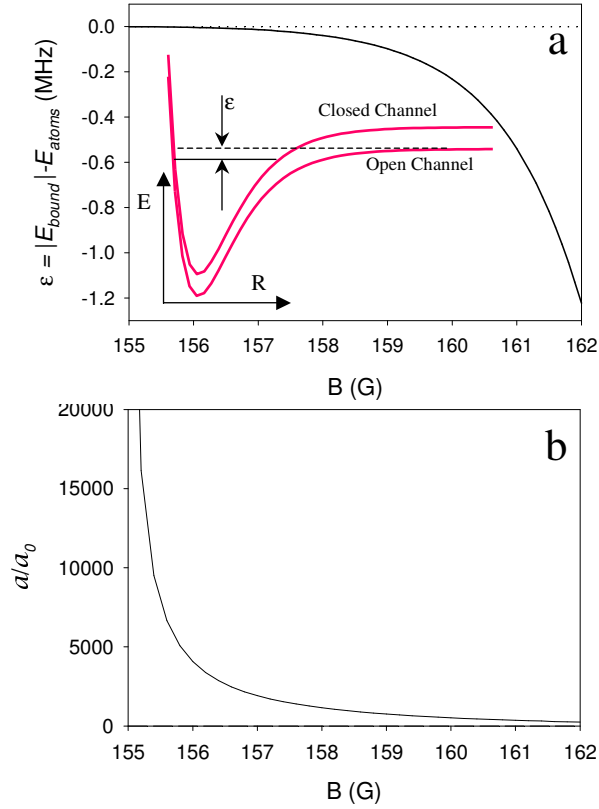 a
0.0
-0.2
-0.4
-0.6
-0.8
-1.0
-1.2
ε = |E_bound| -E_atoms (MHz)
ε
Closed Channel
Open Channel
E
R
155 156 157 158 159 160 161 162
B (G)
b
20000
15000
10000
5000
0
a/a_0
155 156 157 158 159 160 161 162
B (G)